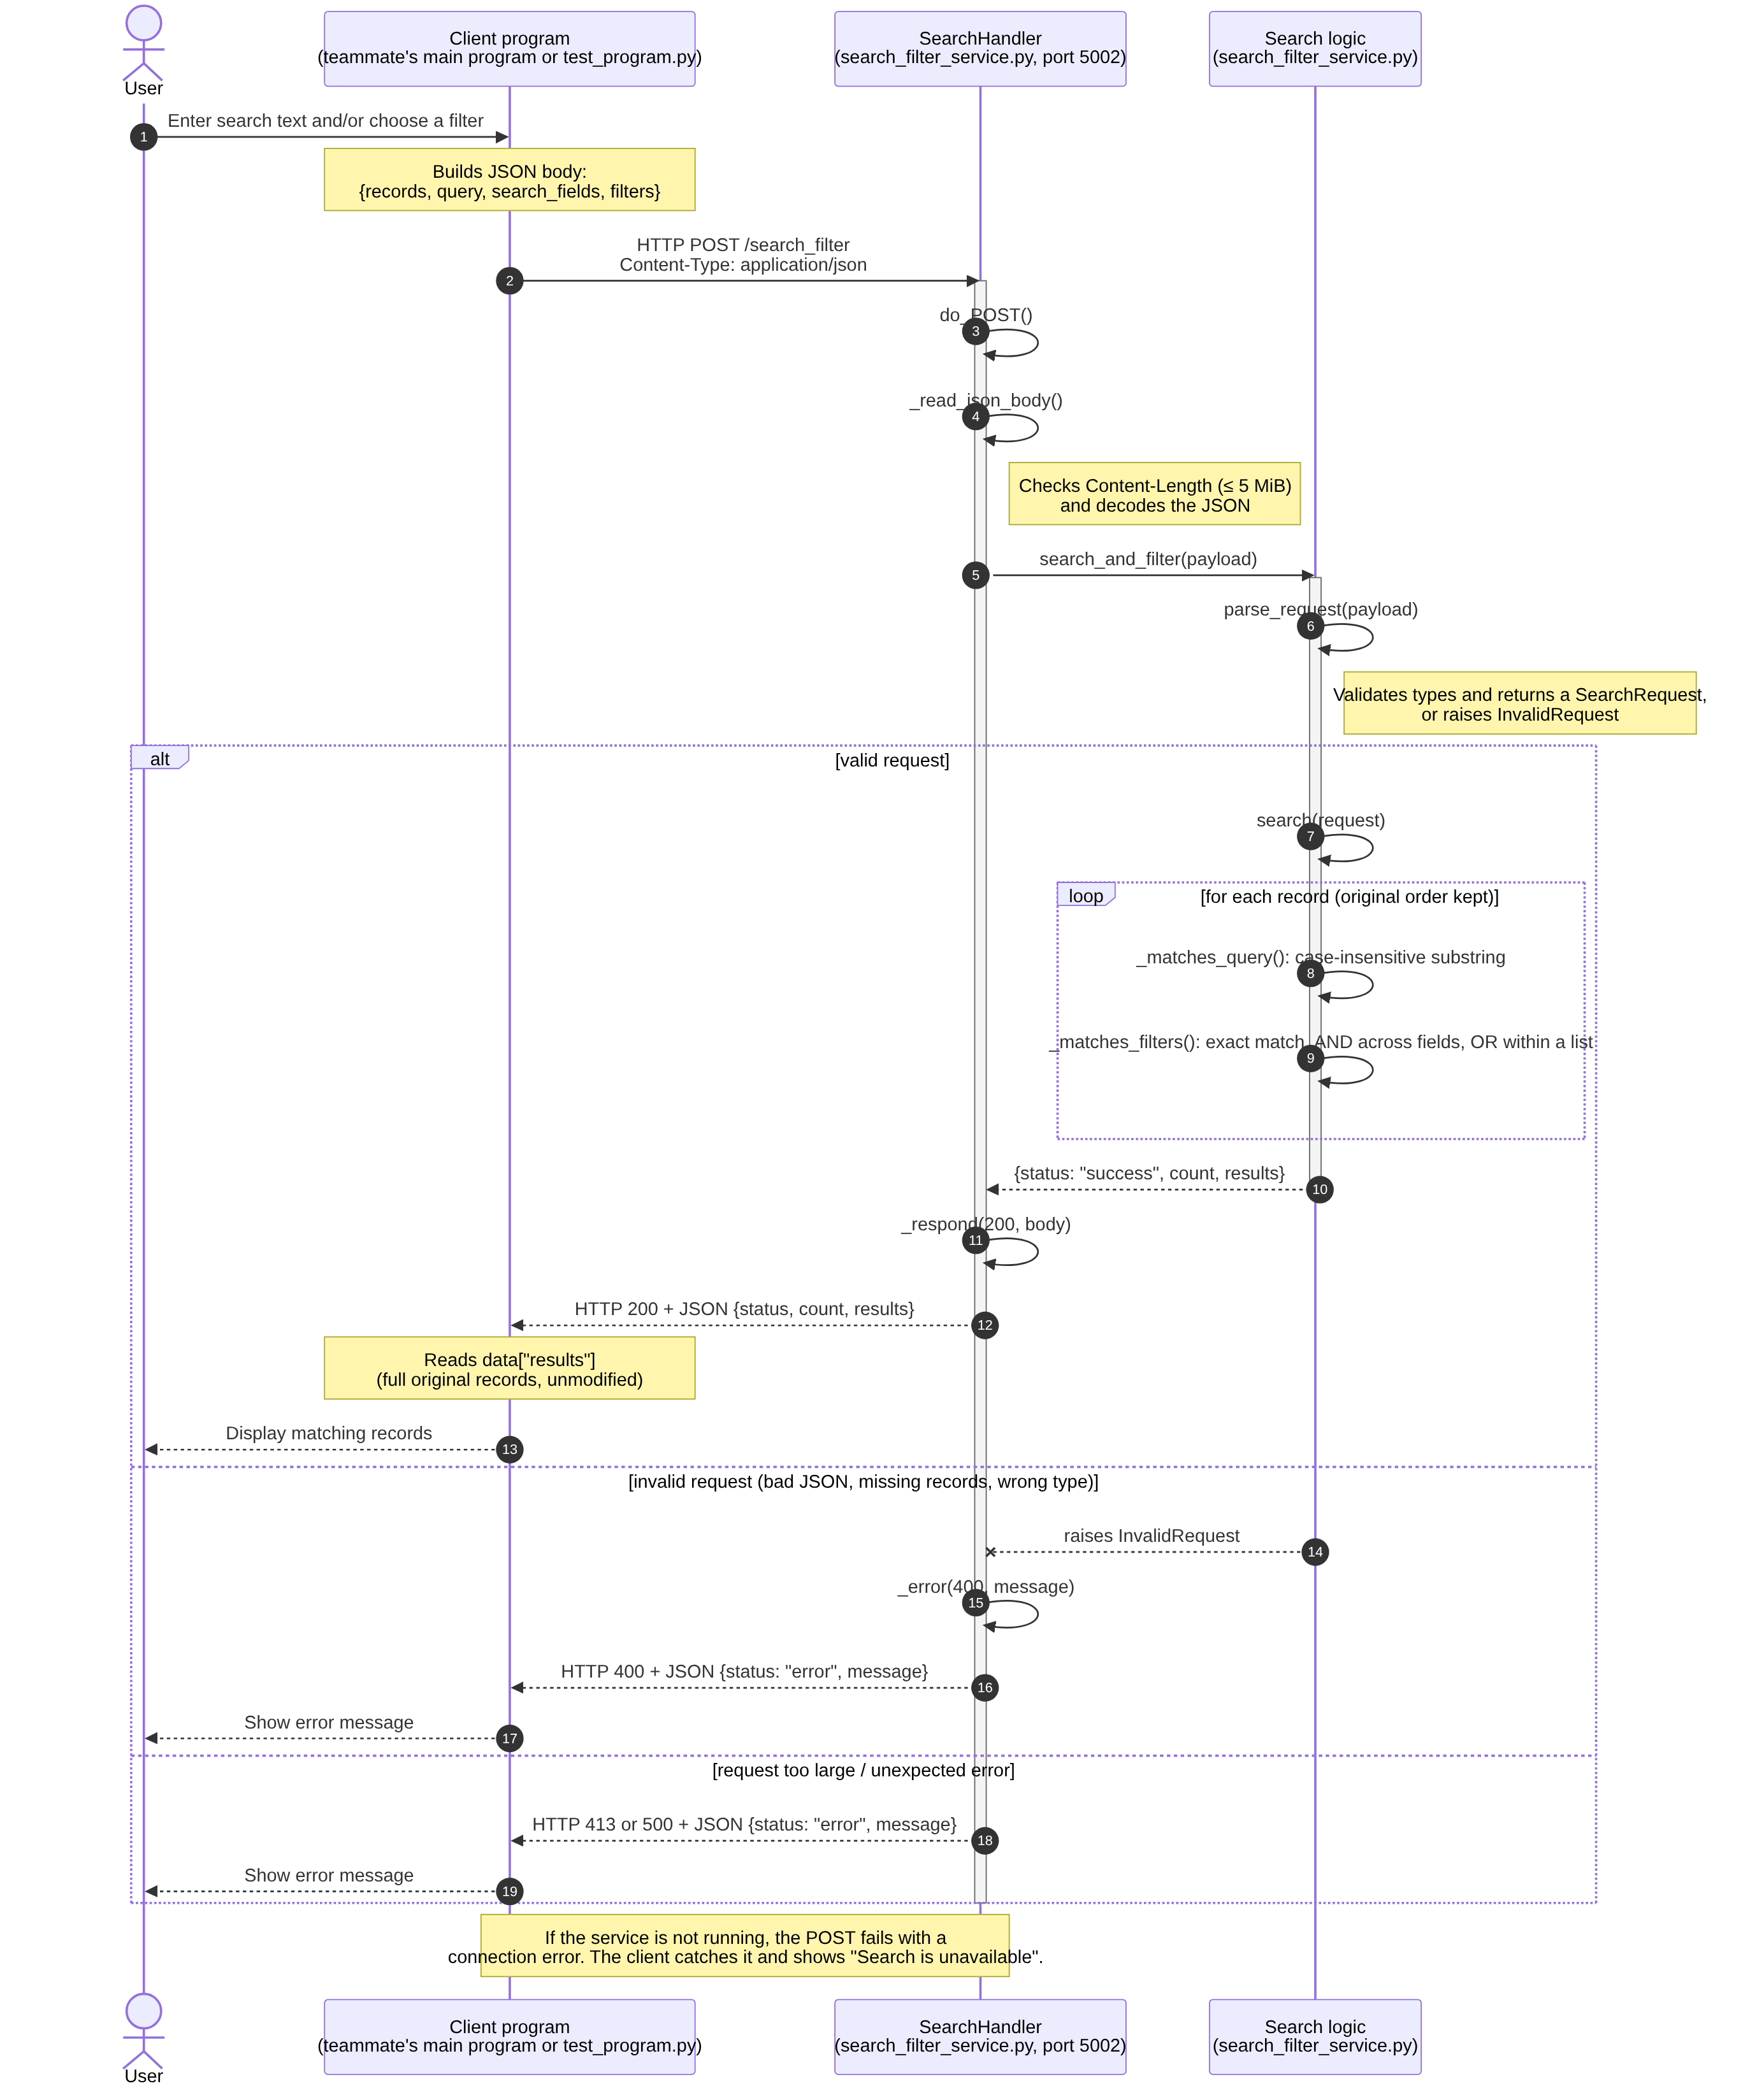 User
Client program
(teammate's main program or test_program.py)
SearchHandler
(search_filter_service.py, port 5002)
Search logic
(search_filter_service.py)
Enter search text and/or choose a filter
1
Builds JSON body:
{records, query, search_fields, filters}
HTTP POST /search_filter
Content-Type: application/json
2
do_POST()
3
_read_json_body()
4
Checks Content-Length (≤ 5 MiB)
and decodes the JSON
search_and_filter(payload)
5
parse_request(payload)
6
Validates types and returns a SearchRequest,
or raises InvalidRequest
alt
[valid request]
search(request)
7
loop
[for each record (original order kept)]
_matches_query(): case-insensitive substring
8
_matches_filters(): exact match, AND across fields, OR within a list
9
{status: "success", count, results}
10
_respond(200, body)
11
HTTP 200 + JSON {status, count, results}
12
Reads data["results"]
(full original records, unmodified)
Display matching records
13
[invalid request (bad JSON, missing records, wrong type)]
raises InvalidRequest
14
_error(400, message)
15
HTTP 400 + JSON {status: "error", message}
16
Show error message
17
[request too large / unexpected error]
HTTP 413 or 500 + JSON {status: "error", message}
18
Show error message
19
If the service is not running, the POST fails with a
connection error. The client catches it and shows "Search is unavailable".
User
Client program
(teammate's main program or test_program.py)
SearchHandler
(search_filter_service.py, port 5002)
Search logic
(search_filter_service.py)